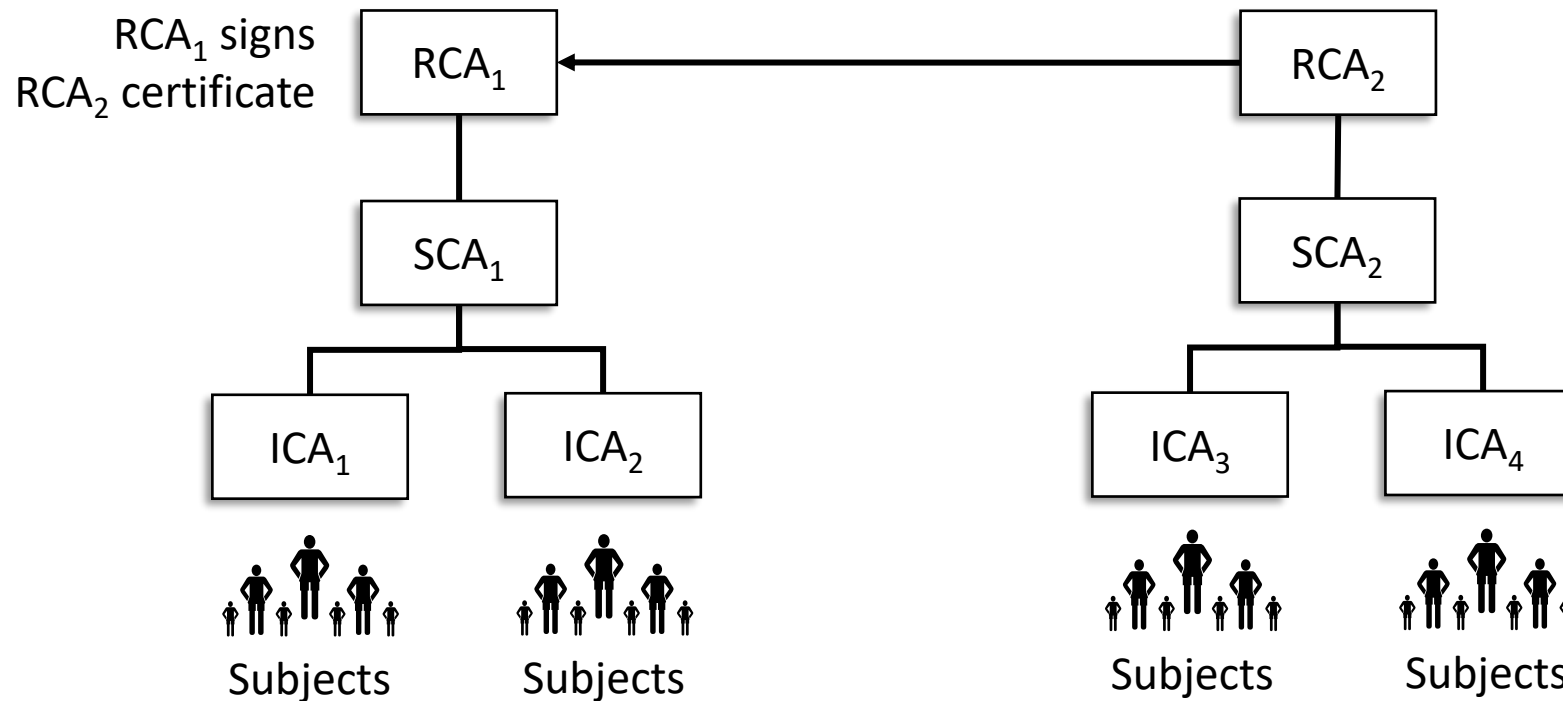 RCA₁ signs
RCA₂ certificate
RCA₁
RCA₂
SCA₁
SCA₂
ICA₁
ICA₂
ICA₃
ICA₄
Subjects
Subjects
Subjects
Subjects